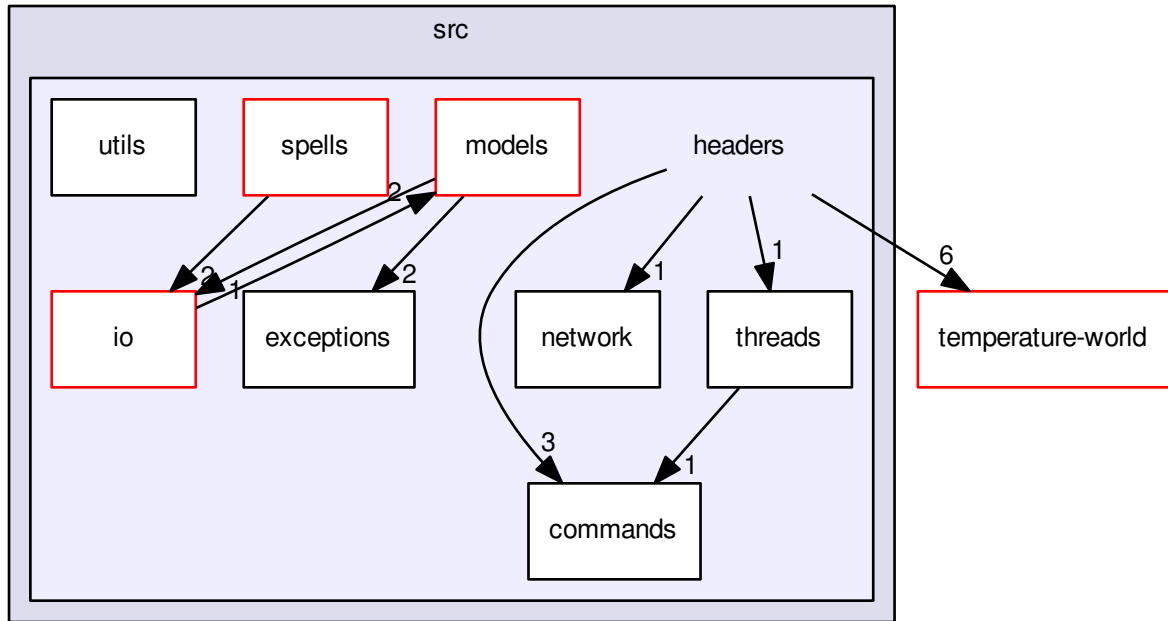 src
utils
spells
models
headers
2
2
1
2
1
1
6
io
exceptions
network
threads
temperature-world
3
1
commands